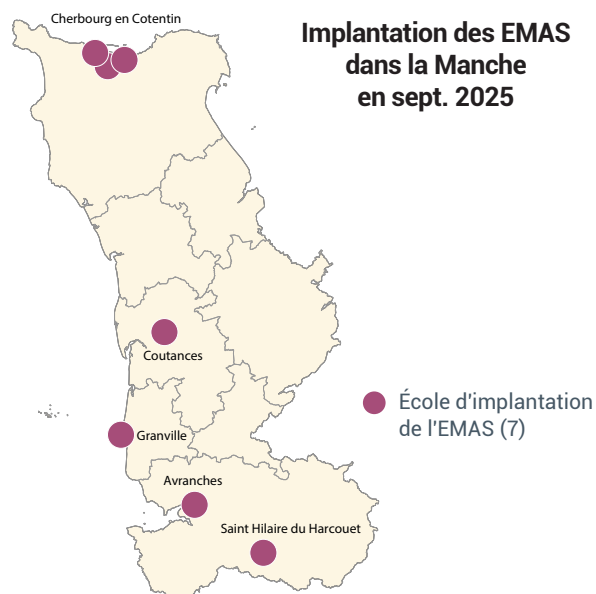 Cherbourg en Cotentin
Implantation des EMAS
dans la Manche
en sept. 2025
Coutances
École d'implantation
de l'EMAS (7)
Granville
Avranches
Saint Hilaire du Harcouet